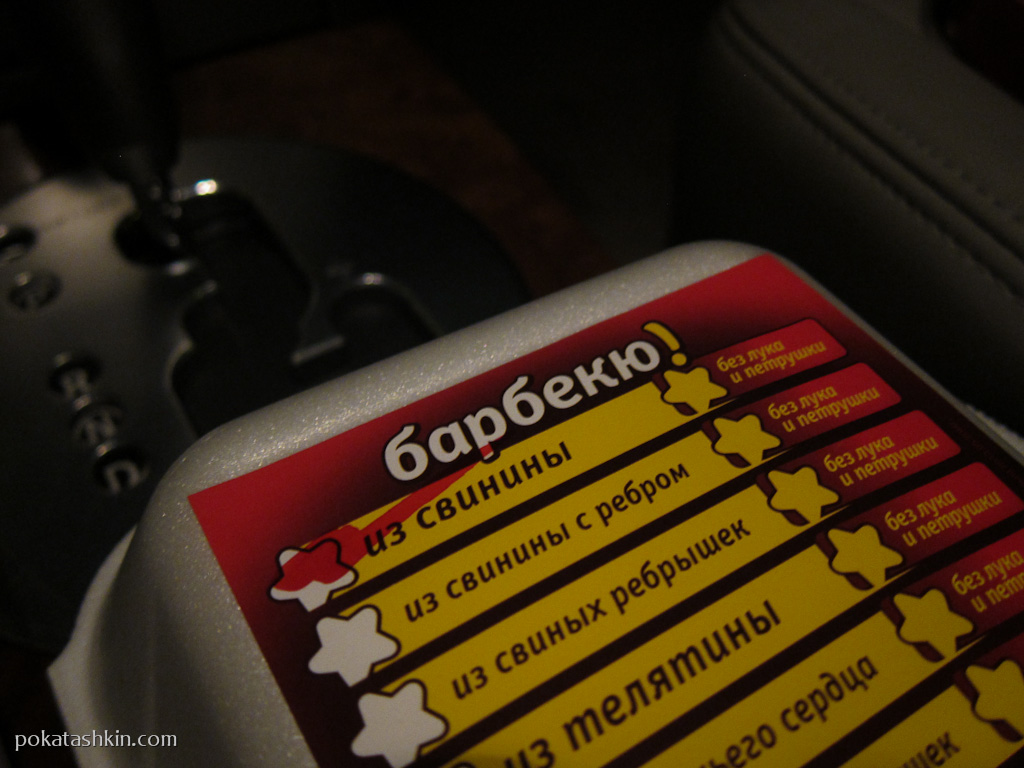 барбекю!
из свинины
без лука
и петрушки
из свинины с ребром
без лука
и петрушки
из свиных ребрышек
без лука
и петрушки
из телятины
без лука
и петрушки
сердца
без лука
pokatashkin.com